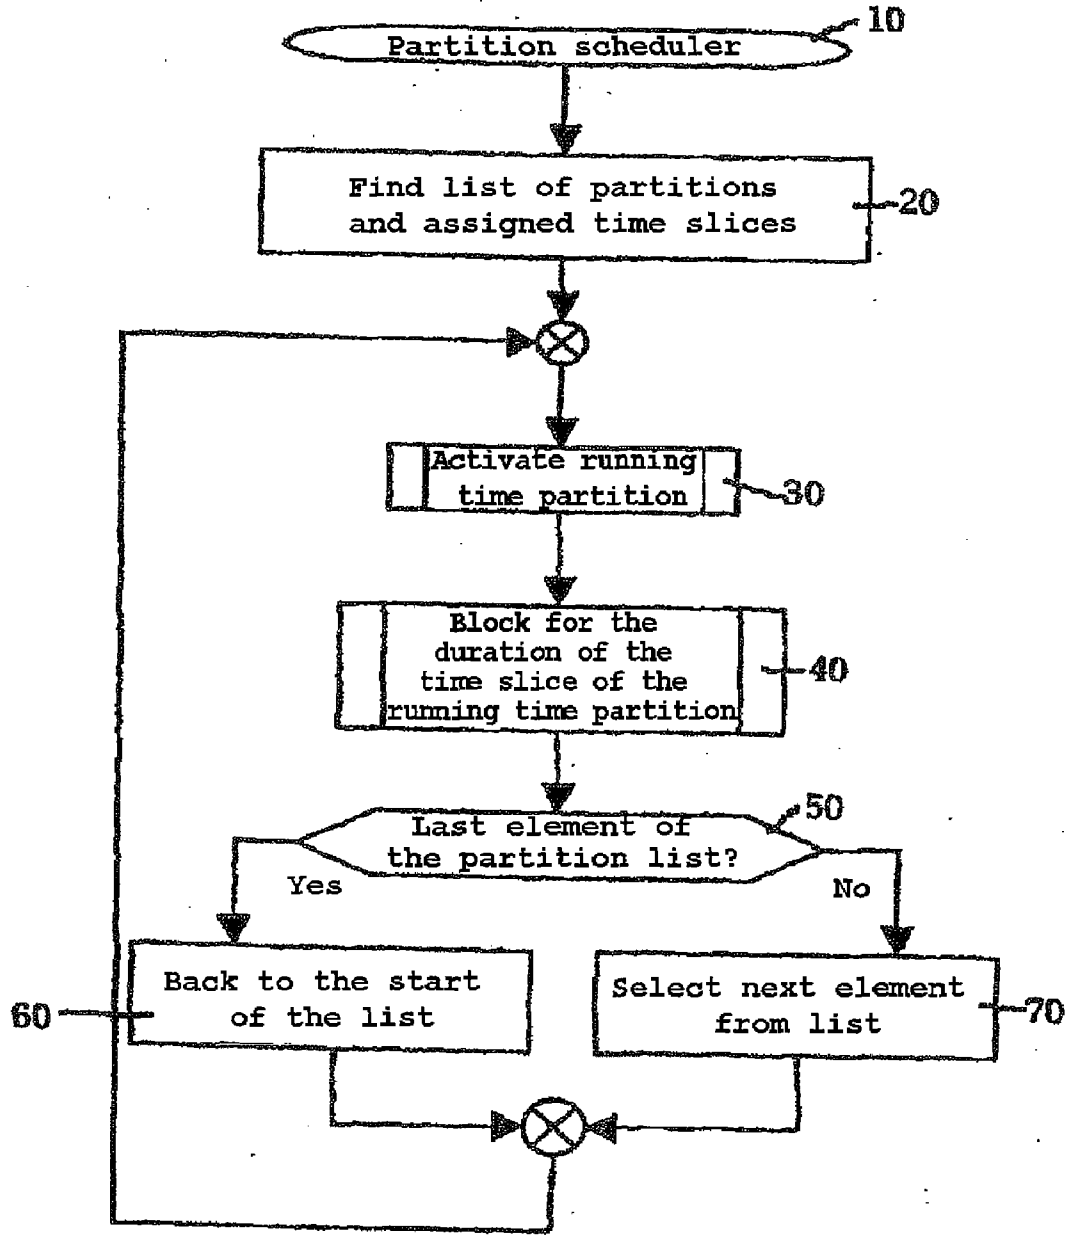 10
Partition scheduler
Find list of partitions
and assigned time slices
20
Activate running
time partition
30
Block for the
duration of the
time slice of the
running time partition
40
50
Last element of
the partition list?
Yes
No
Back to the start
of the list
60
Select next element
from list
70